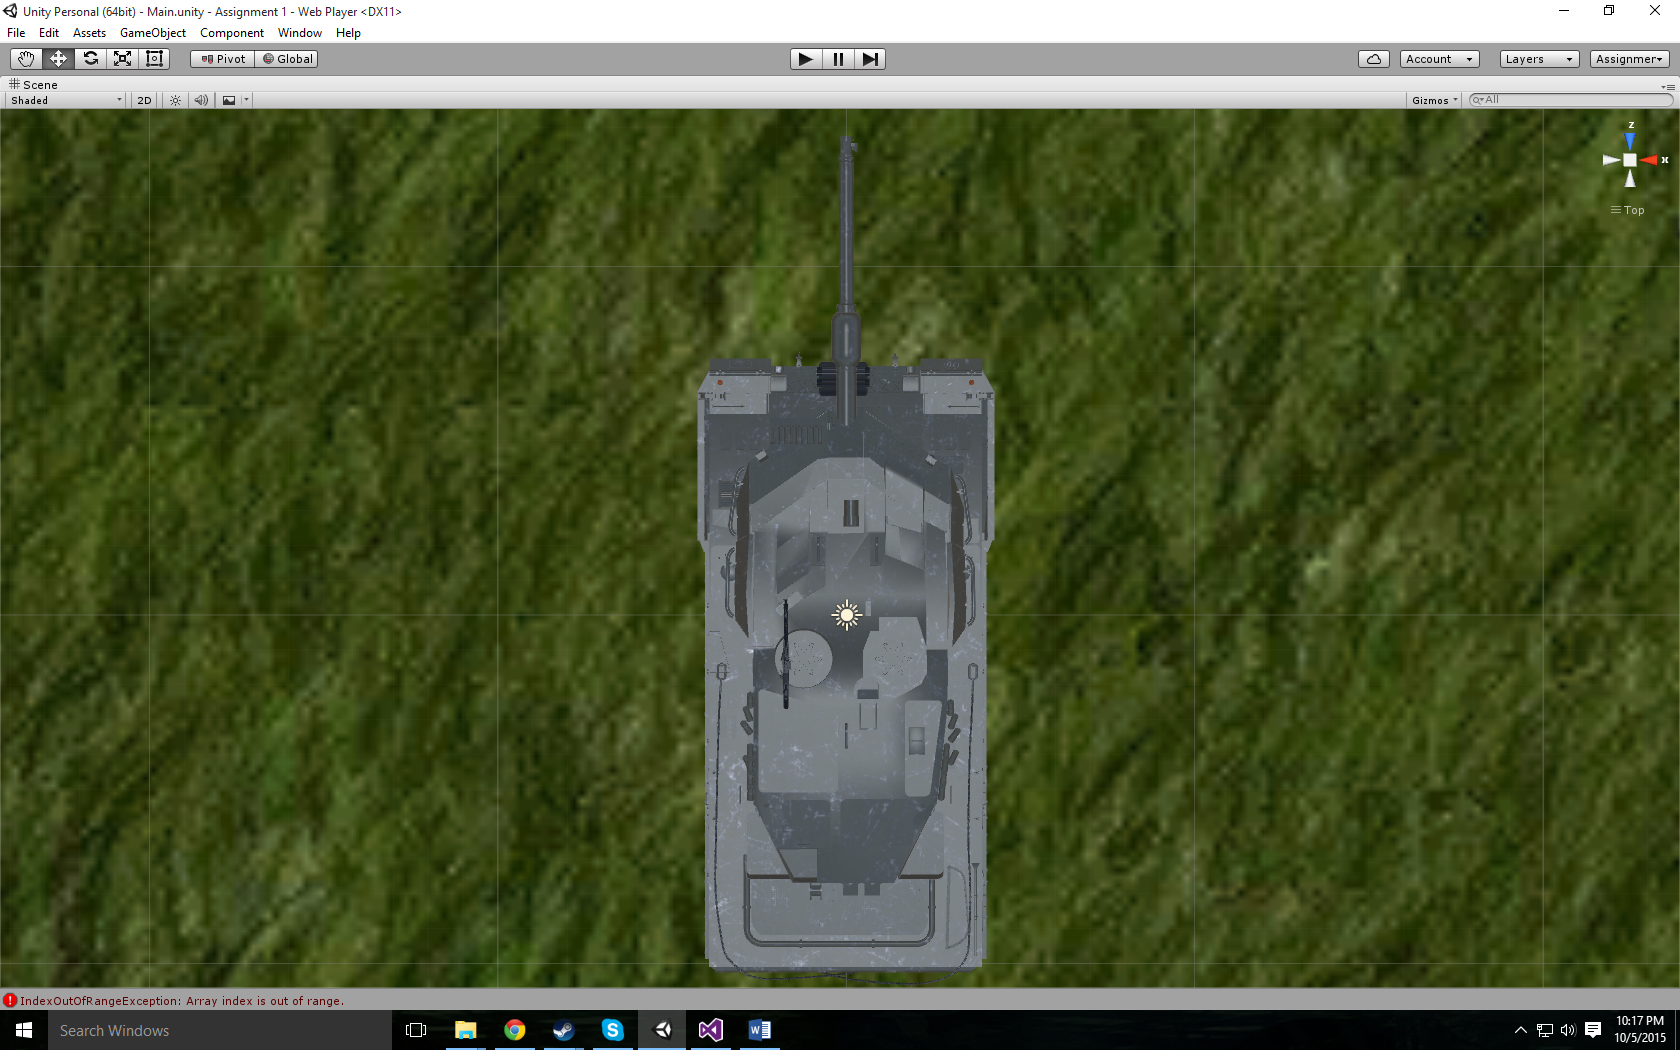 Unity Personal (64bit) - Main.unity - Assignment 1 - Web Player <DX11>
File Edit Assets GameObject Component Window Help
Pivot Global Account Layers Assignmer
Scene
Shaded 2D Gizmos All
z
x
Top
IndexOutOfRangeException: Array index is out of range.
Search Windows
10:17 PM
10/5/2015